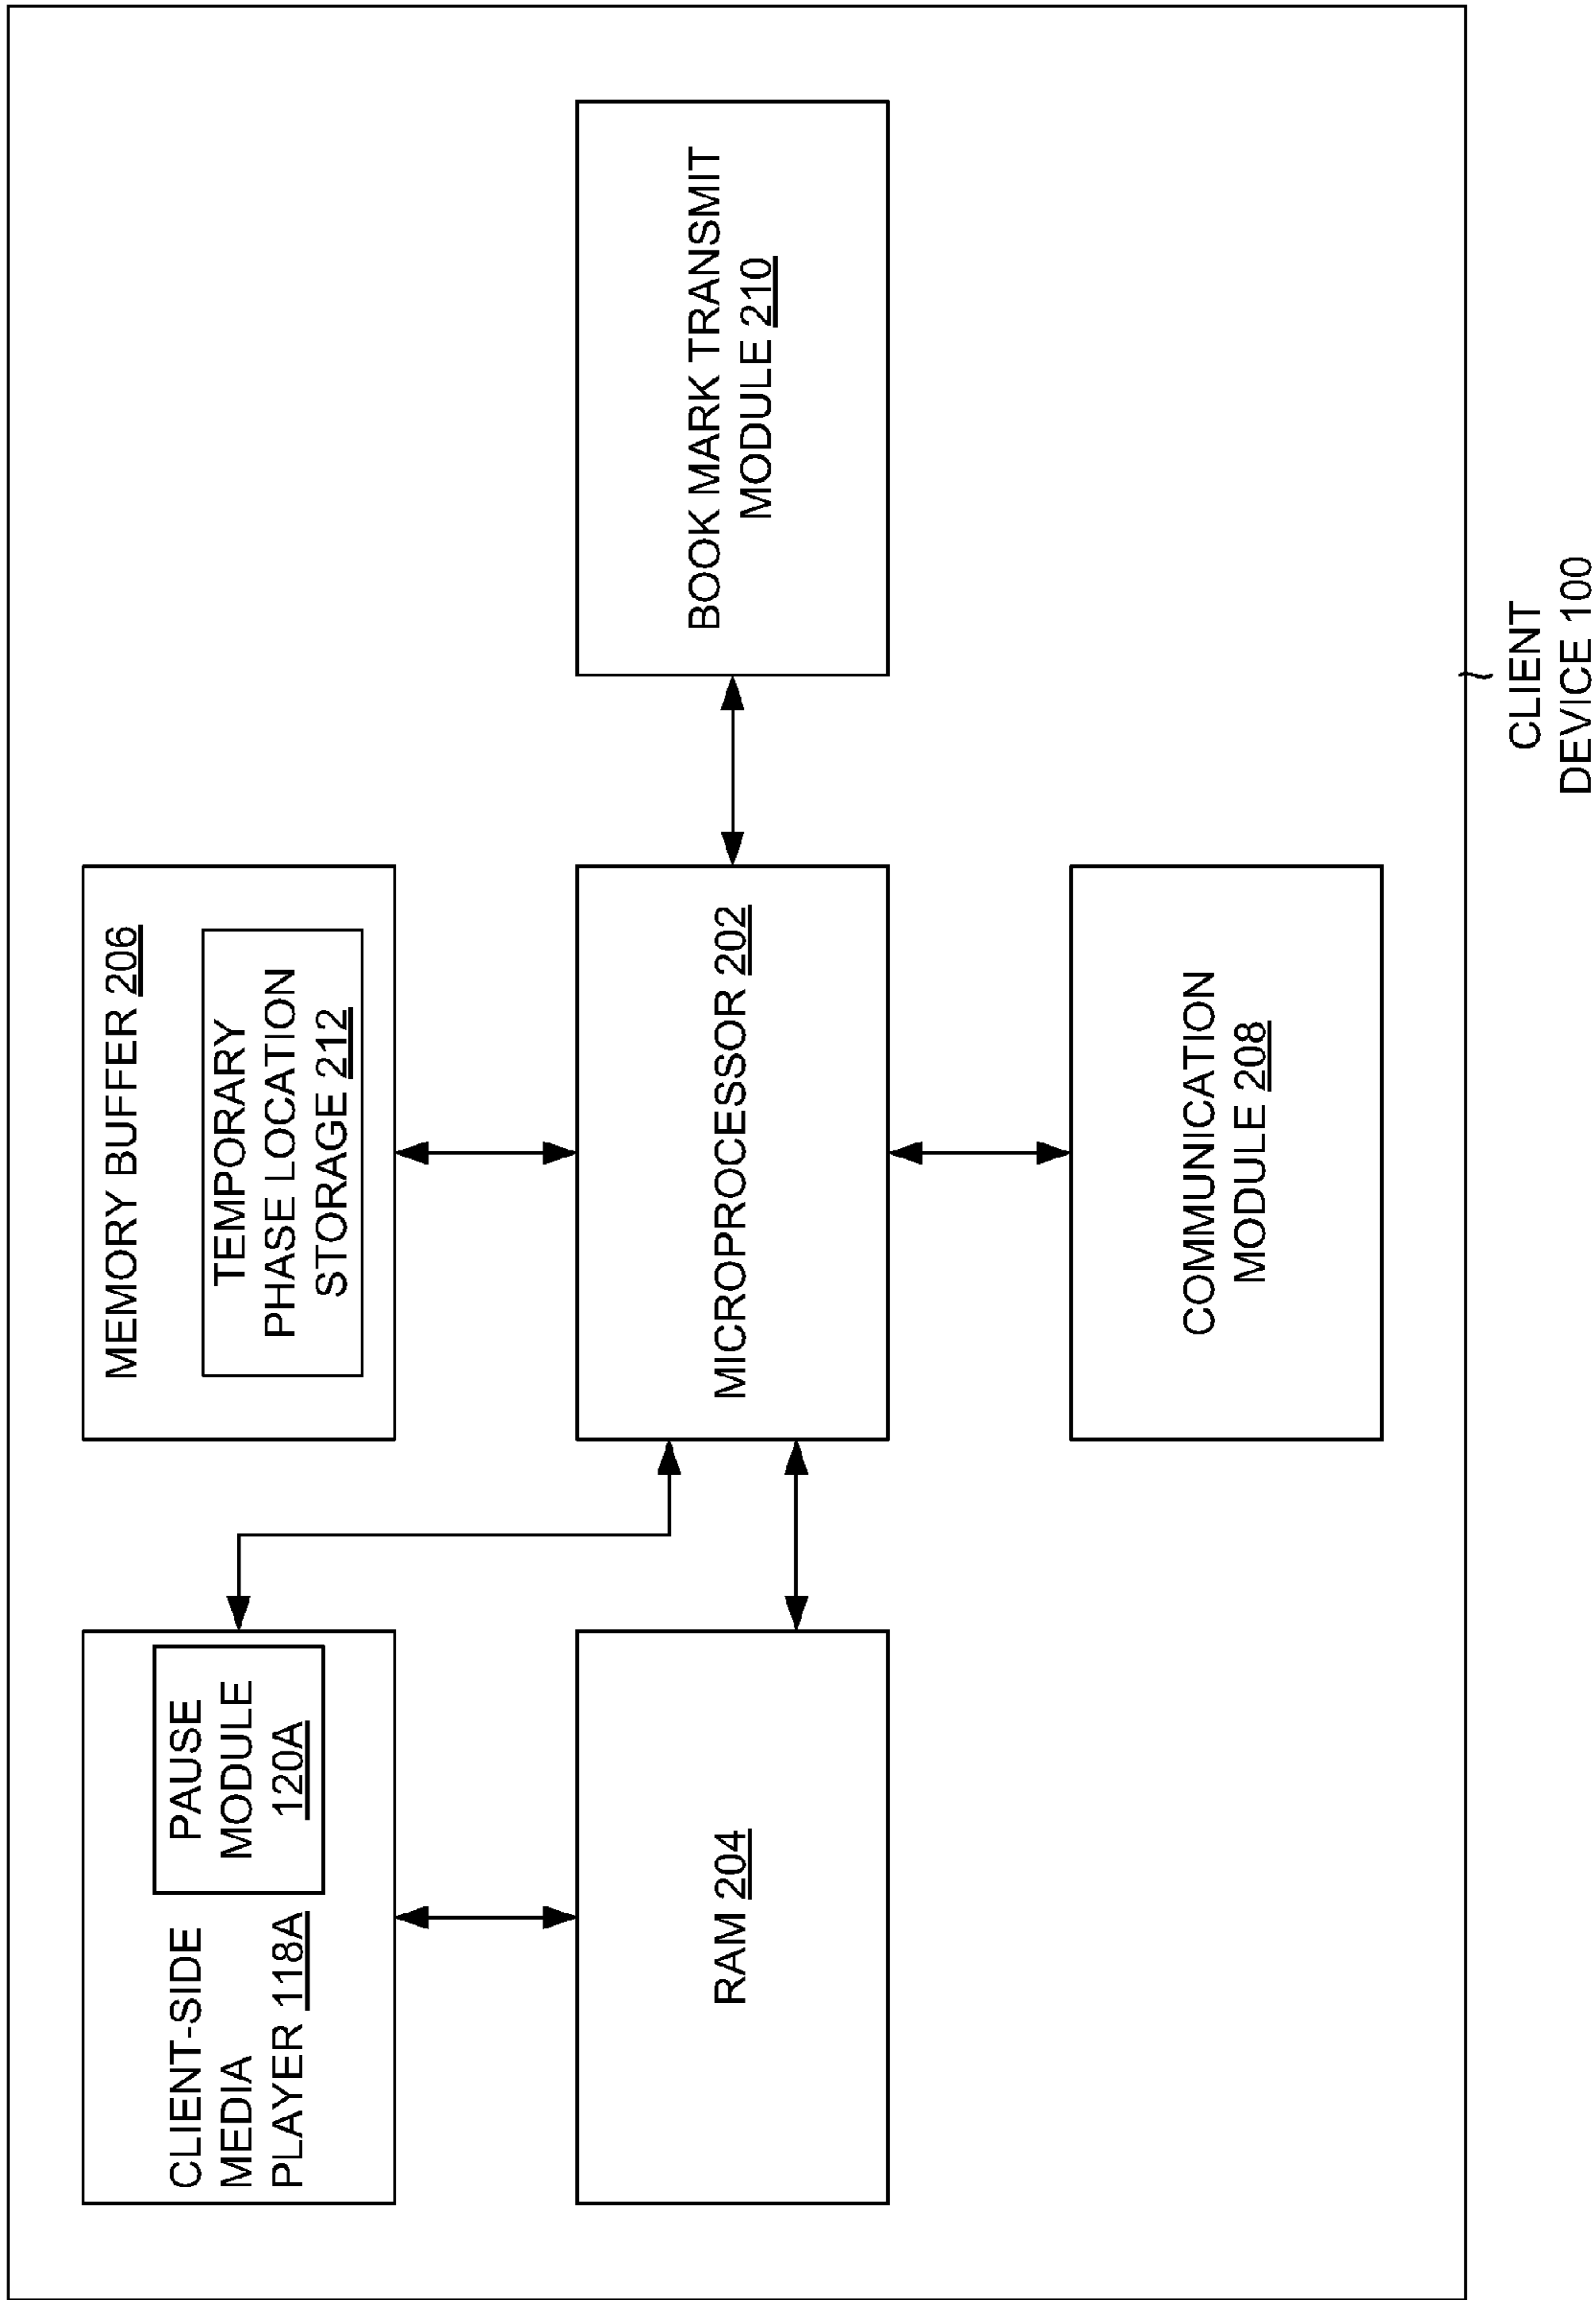 CLIENT-SIDE
MEDIA
PLAYER 118A
PAUSE
MODULE
120A
MEMORY BUFFER 206
TEMPORARY
PHASE LOCATION
STORAGE 212
RAM 204
MICROPROCESSOR 202
BOOK MARK TRANSMIT
MODULE 210
COMMUNICATION
MODULE 208
CLIENT
DEVICE 100